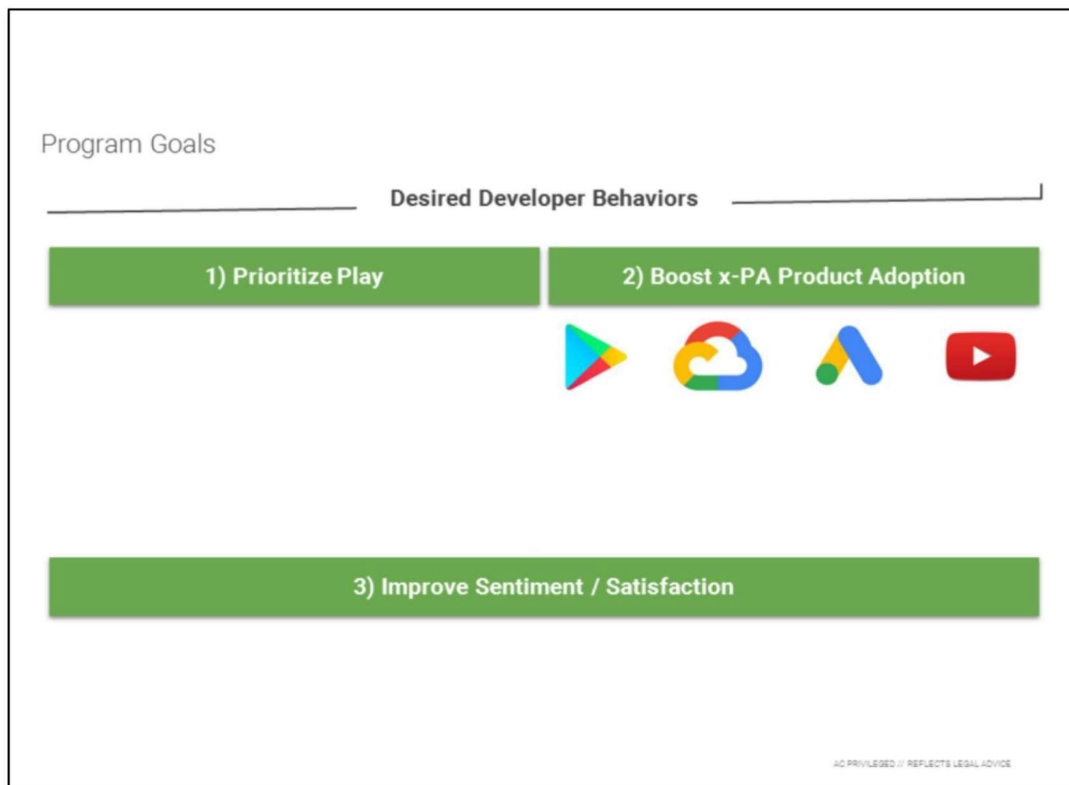 Program Goals
Desired Developer Behaviors
1) Prioritize Play
2) Boost x-PA Product Adoption
3) Improve Sentiment / Satisfaction
AC PRIVILEGED // REFLECTS LEGAL ADVICE